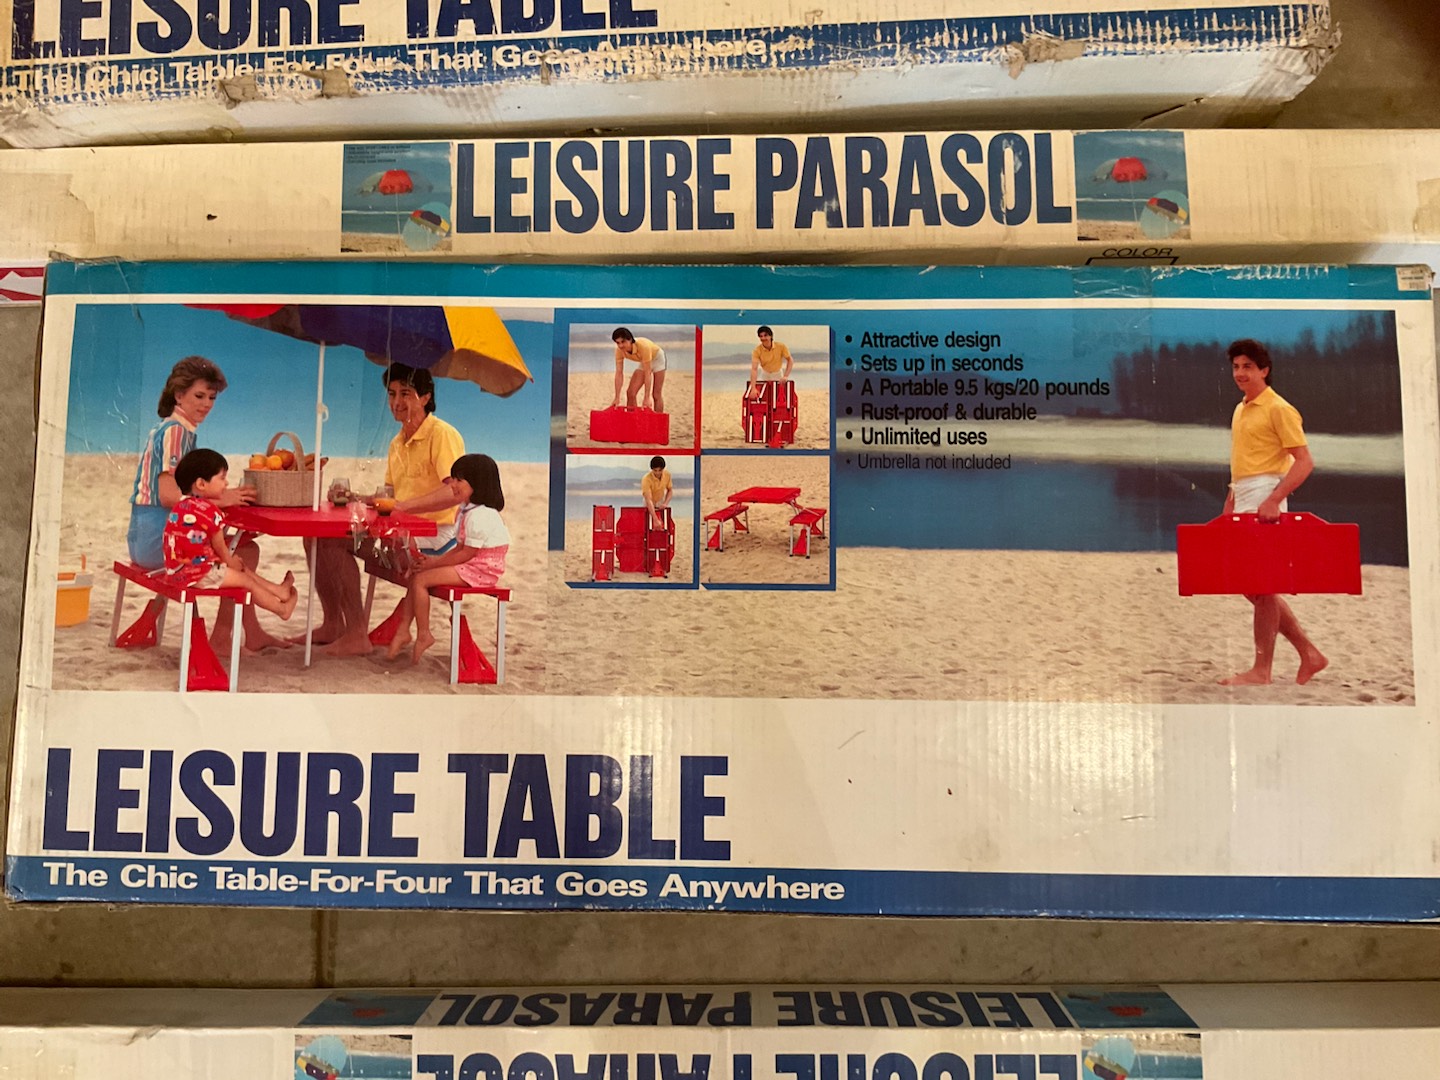 LEISURE TABLE
The Chic Table-For-Four That Goes Anywhere
LEISURE PARASOL
COLOR
• Attractive design
• Sets up in seconds
• A Portable 9.5 kgs/20 pounds
• Rust-proof & durable
• Unlimited uses
• Umbrella not included
LEISURE TABLE
The Chic Table-For-Four That Goes Anywhere
LEISURE PARASOL
LEISURE PARASOL